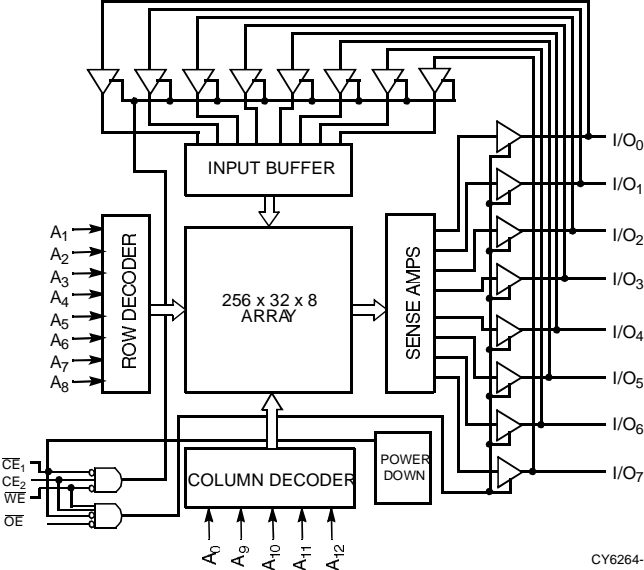 INPUT BUFFER
I/O0
I/O1
I/O2
I/O3
I/O4
I/O5
I/O6
I/O7
A1
A2
A3
A4
A5
A6
A7
A8
ROW DECODER
256 x 32 x 8
ARRAY
SENSE AMPS
CE1
CE2
WE
OE
COLUMN DECODER
POWER
DOWN
A0
A9
A10
A11
A12
CY6264-